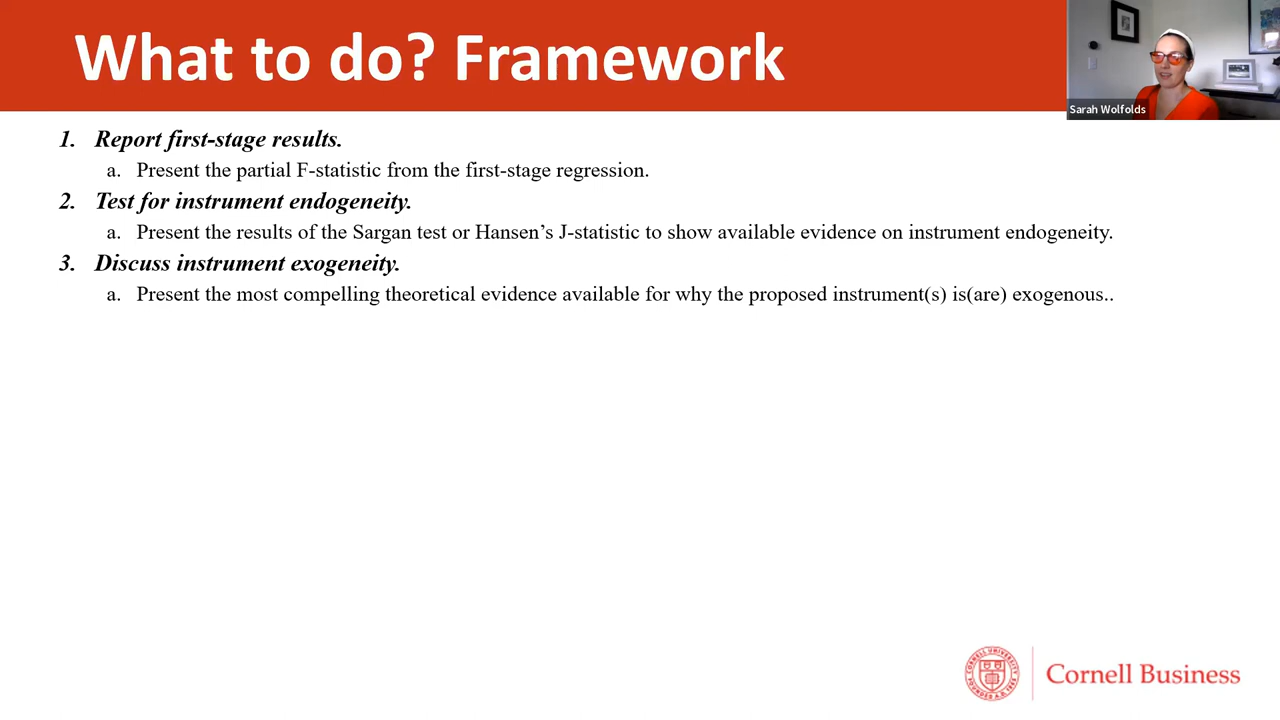 What to do? Framework
Sarah Wolfolds
1. Report first-stage results.
a. Present the partial F-statistic from the first-stage regression.
2. Test for instrument endogeneity.
a. Present the results of the Sargan test or Hansen’s J-statistic to show available evidence on instrument endogeneity.
3. Discuss instrument exogeneity.
a. Present the most compelling theoretical evidence available for why the proposed instrument(s) is(are) exogenous..
Cornell Business